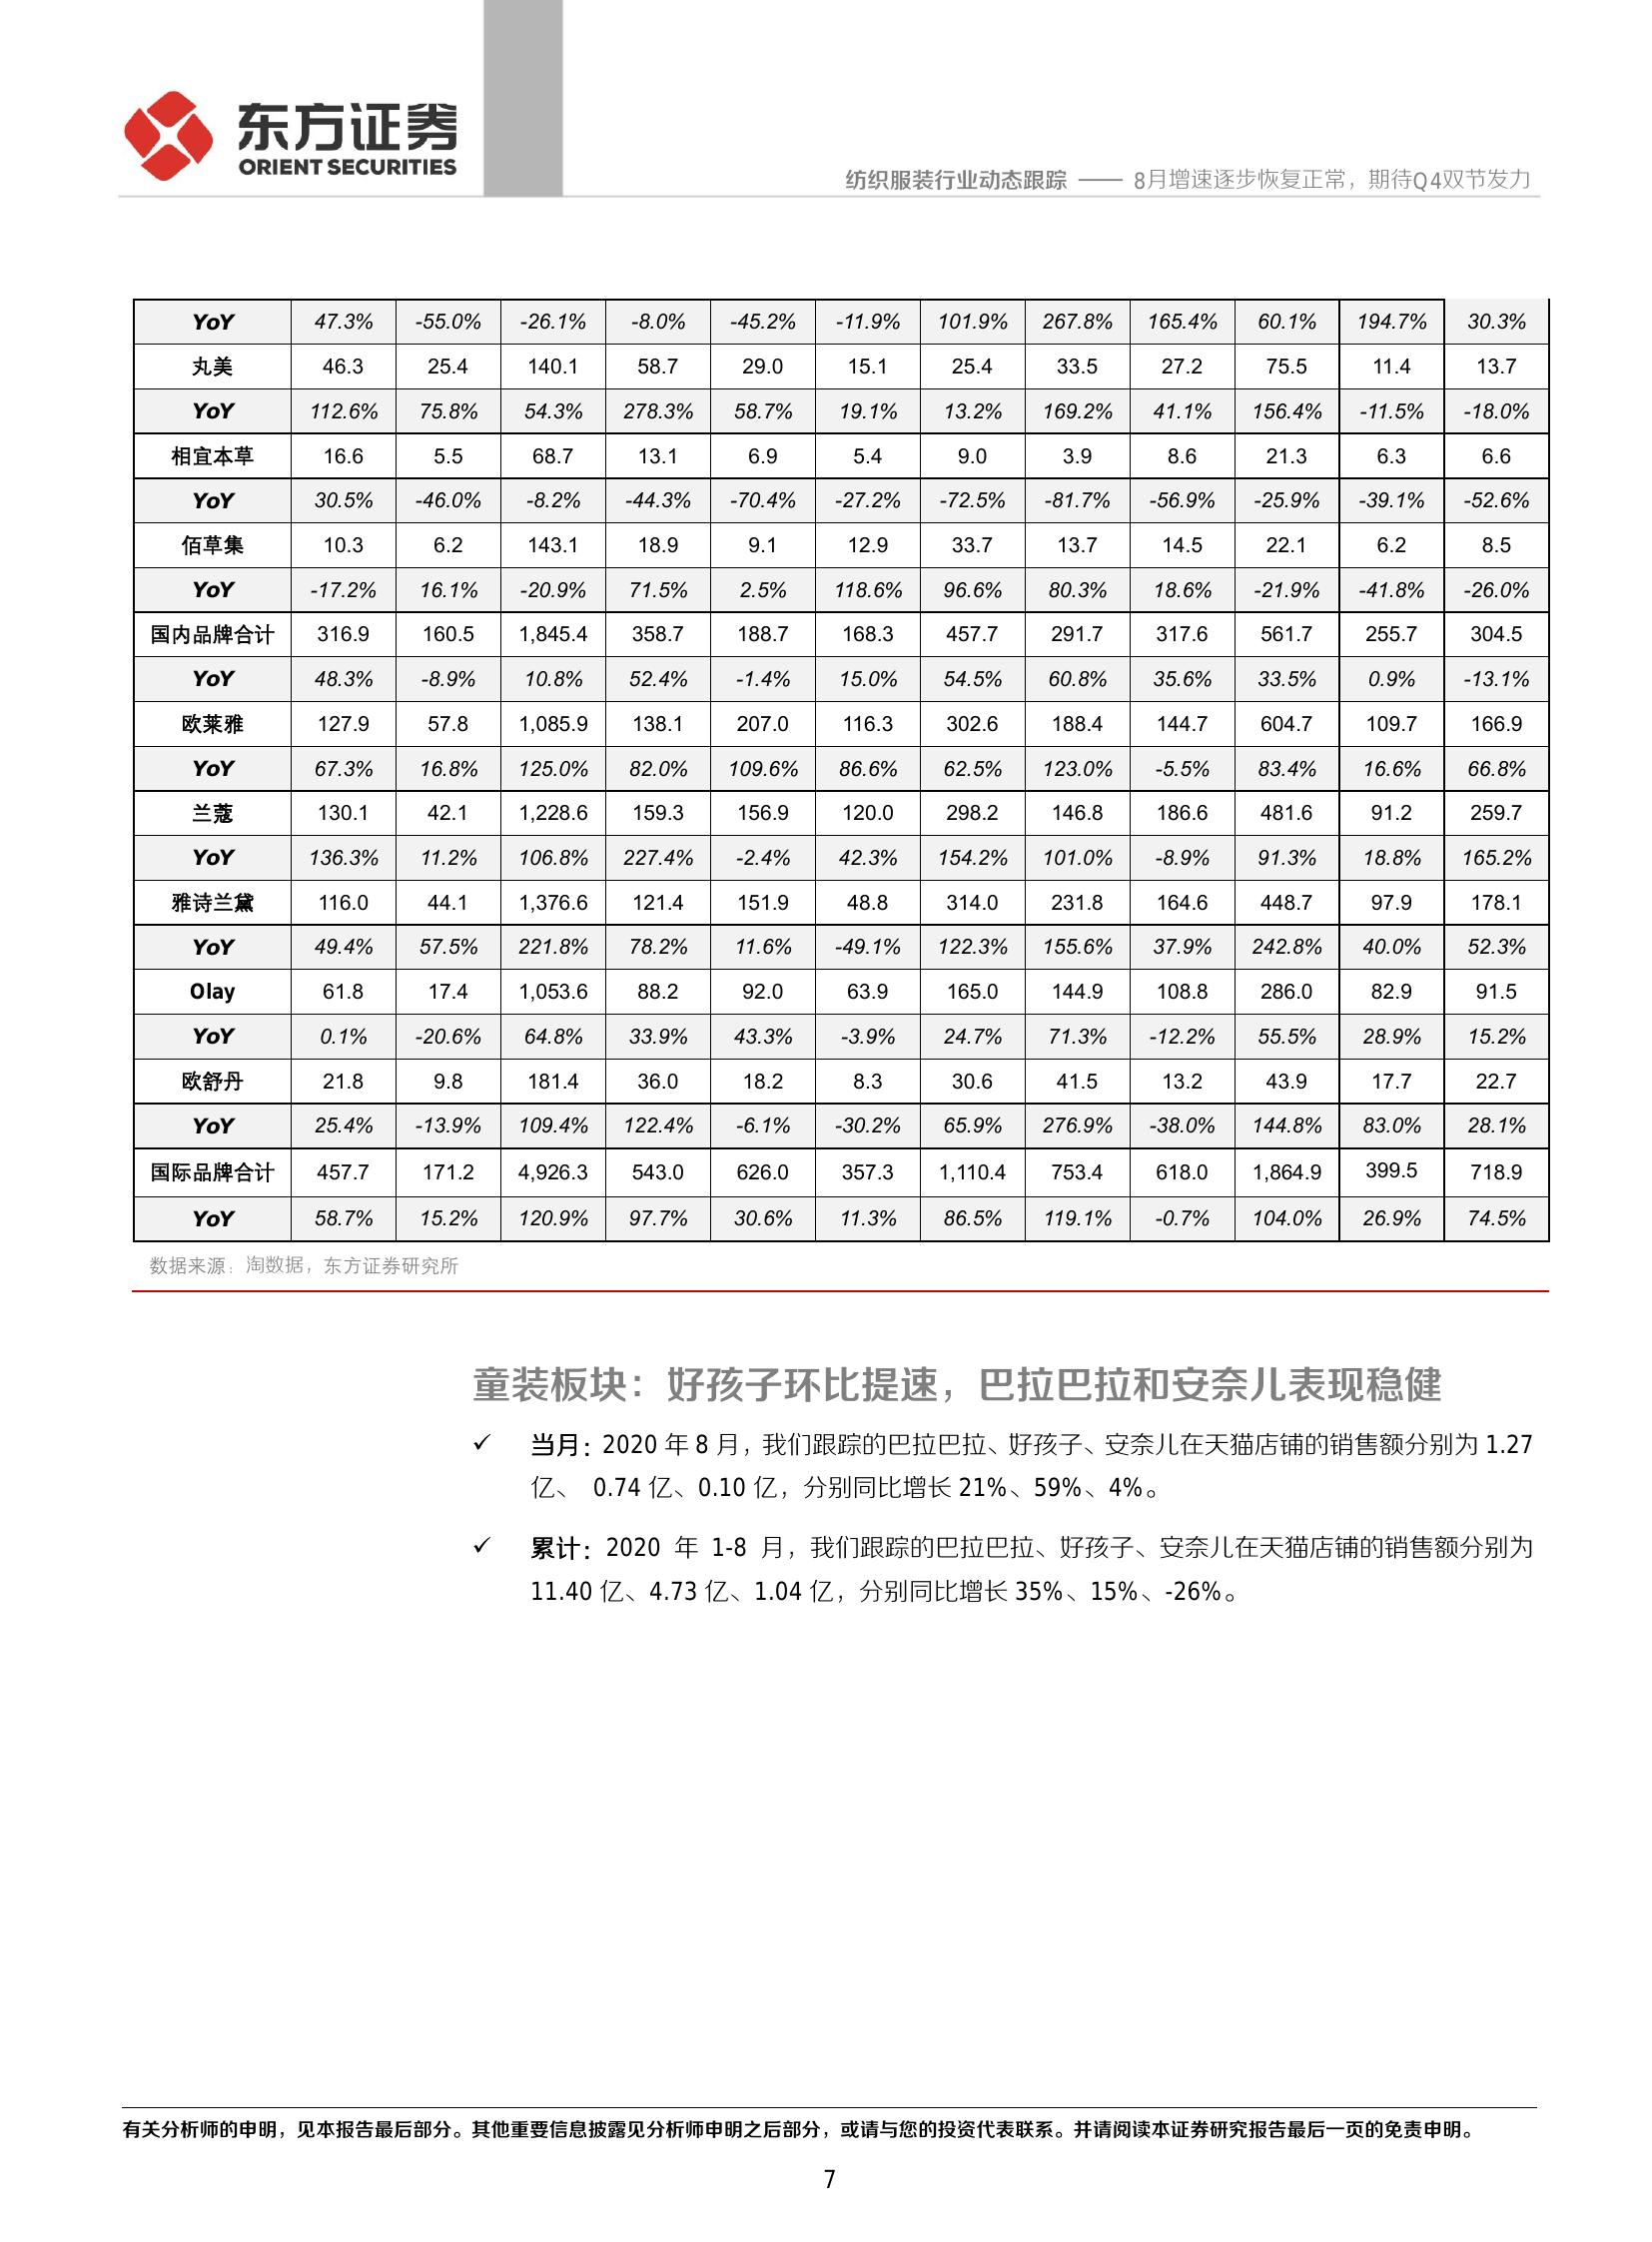 东方证券
ORIENT SECURITIES
纺织服装行业动态跟踪 —— 8月增速逐步恢复正常，期待Q4双节发力
YoY 47.3% -55.0% -26.1% -8.0% -45.2% -11.9% 101.9% 267.8% 165.4% 60.1% 194.7% 30.3%
丸美 46.3 25.4 140.1 58.7 29.0 15.1 25.4 33.5 27.2 75.5 11.4 13.7
YoY 112.6% 75.8% 54.3% 278.3% 58.7% 19.1% 13.2% 169.2% 41.1% 156.4% -11.5% -18.0%
相宜本草 16.6 5.5 68.7 13.1 6.9 5.4 9.0 3.9 8.6 21.3 6.3 6.6
YoY 30.5% -46.0% -8.2% -44.3% -70.4% -27.2% -72.5% -81.7% -56.9% -25.9% -39.1% -52.6%
佰草集 10.3 6.2 143.1 18.9 9.1 12.9 33.7 13.7 14.5 22.1 6.2 8.5
YoY -17.2% 16.1% -20.9% 71.5% 2.5% 118.6% 96.6% 80.3% 18.6% -21.9% -41.8% -26.0%
国内品牌合计 316.9 160.5 1,845.4 358.7 188.7 168.3 457.7 291.7 317.6 561.7 255.7 304.5
YoY 48.3% -8.9% 10.8% 52.4% -1.4% 15.0% 54.5% 60.8% 35.6% 33.5% 0.9% -13.1%
欧莱雅 127.9 57.8 1,085.9 138.1 207.0 116.3 302.6 188.4 144.7 604.7 109.7 166.9
YoY 67.3% 16.8% 125.0% 82.0% 109.6% 86.6% 62.5% 123.0% -5.5% 83.4% 16.6% 66.8%
兰蔻 130.1 42.1 1,228.6 159.3 156.9 120.0 298.2 146.8 186.6 481.6 91.2 259.7
YoY 136.3% 11.2% 106.8% 227.4% -2.4% 42.3% 154.2% 101.0% -8.9% 91.3% 18.8% 165.2%
雅诗兰黛 116.0 44.1 1,376.6 121.4 151.9 48.8 314.0 231.8 164.6 448.7 97.9 178.1
YoY 49.4% 57.5% 221.8% 78.2% 11.6% -49.1% 122.3% 155.6% 37.9% 242.8% 40.0% 52.3%
Olay 61.8 17.4 1,053.6 88.2 92.0 63.9 165.0 144.9 108.8 286.0 82.9 91.5
YoY 0.1% -20.6% 64.8% 33.9% 43.3% -3.9% 24.7% 71.3% -12.2% 55.5% 28.9% 15.2%
欧舒丹 21.8 9.8 181.4 36.0 18.2 8.3 30.6 41.5 13.2 43.9 17.7 22.7
YoY 25.4% -13.9% 109.4% 122.4% -6.1% -30.2% 65.9% 276.9% -38.0% 144.8% 83.0% 28.1%
国际品牌合计 457.7 171.2 4,926.3 543.0 626.0 357.3 1,110.4 753.4 618.0 1,864.9 399.5 718.9
YoY 58.7% 15.2% 120.9% 97.7% 30.6% 11.3% 86.5% 119.1% -0.7% 104.0% 26.9% 74.5%
数据来源：淘数据，东方证券研究所
童装板块：好孩子环比提速，巴拉巴拉和安奈儿表现稳健
✓ 当月：2020 年 8 月，我们跟踪的巴拉巴拉、好孩子、安奈儿在天猫店铺的销售额分别为 1.27
亿、 0.74 亿、0.10 亿，分别同比增长 21%、59%、4%。
✓ 累计：2020 年 1-8 月，我们跟踪的巴拉巴拉、好孩子、安奈儿在天猫店铺的销售额分别为
11.40 亿、4.73 亿、1.04 亿，分别同比增长 35%、15%、-26%。
有关分析师的申明，见本报告最后部分。其他重要信息披露见分析师申明之后部分，或请与您的投资代表联系。并请阅读本证券研究报告最后一页的免责申明。
7